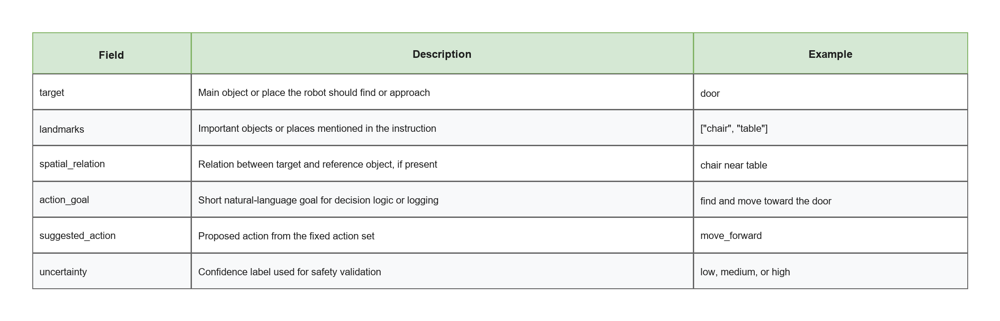 Field Description Example
target Main object or place the robot should find or approach door
landmarks Important objects or places mentioned in the instruction ["chair", "table"]
spatial_relation Relation between target and reference object, if present chair near table
action_goal Short natural-language goal for decision logic or logging find and move toward the door
suggested_action Proposed action from the fixed action set move_forward
uncertainty Confidence label used for safety validation low, medium, or high